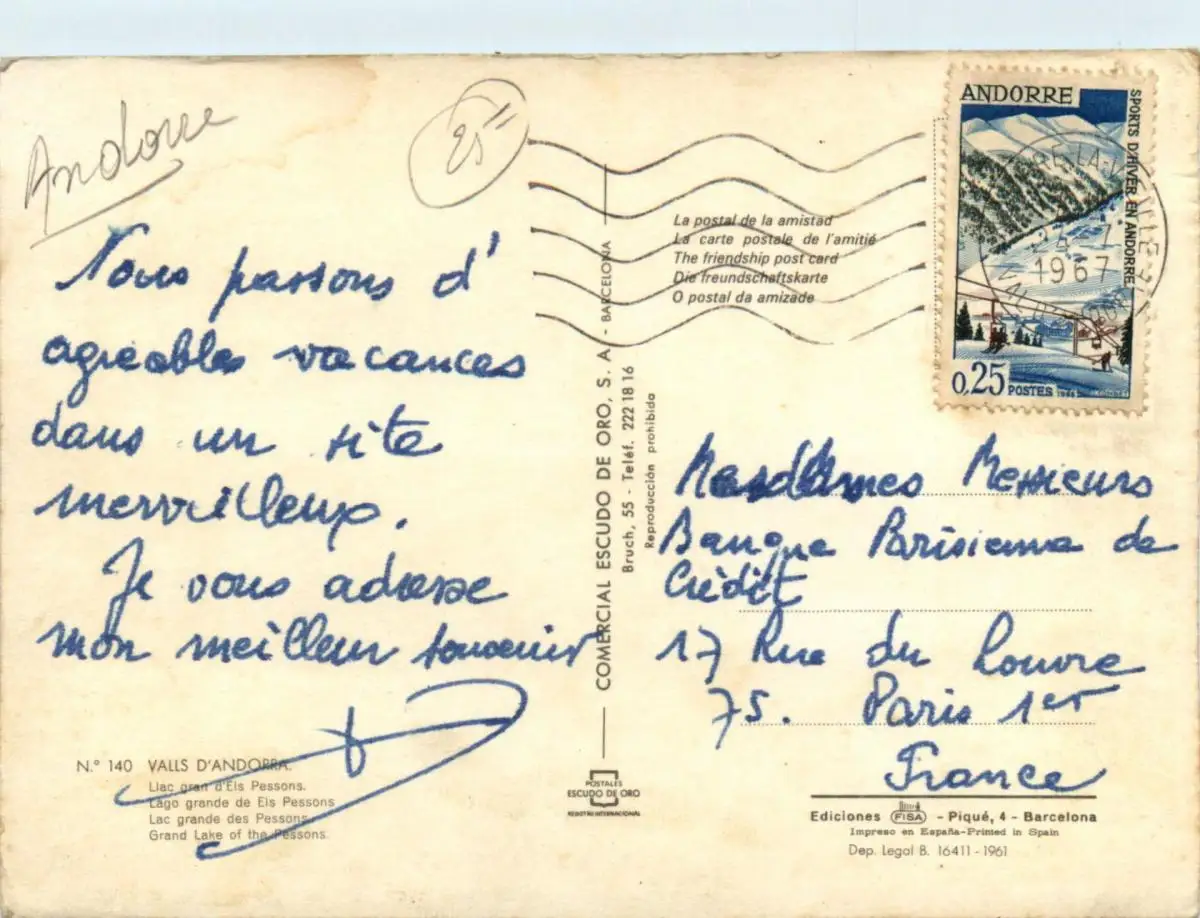 Andorre
25
Nous passons d'
agréables vacances
dans un site
merveilleux.
Je vous adresse
mon meilleur souvenir
N.º 140 VALLS D'ANDORRA.
Llac gran d'Els Pessons.
Lago grande de Els Pessons
Lac grande des Pessons.
Grand Lake of the Pessons
COMERCIAL ESCUDO DE ORO, S. A. - BARCELONA
Bruch, 55 - Teléf. 222 18 16
Reproducción prohibida
POSTALES
ESCUDO DE ORO
REGISTRO INTERNACIONAL
La postal de la amistad
La carte postale de l'amitié
The friendship post card
Die freundschaftskarte
O postal da amizade
ANDORRE
SPORTS D'HIVER EN ANDORRE
0,25 POSTES 1966
1967
Mesdames Messieurs
Banque Parisienne de
Crédit
17 Rue du Louvre
75. Paris 1er
France
Ediciones FISA - Piqué, 4 - Barcelona
Impreso en España-Printed in Spain
Dep. Legal B. 16411 - 1961